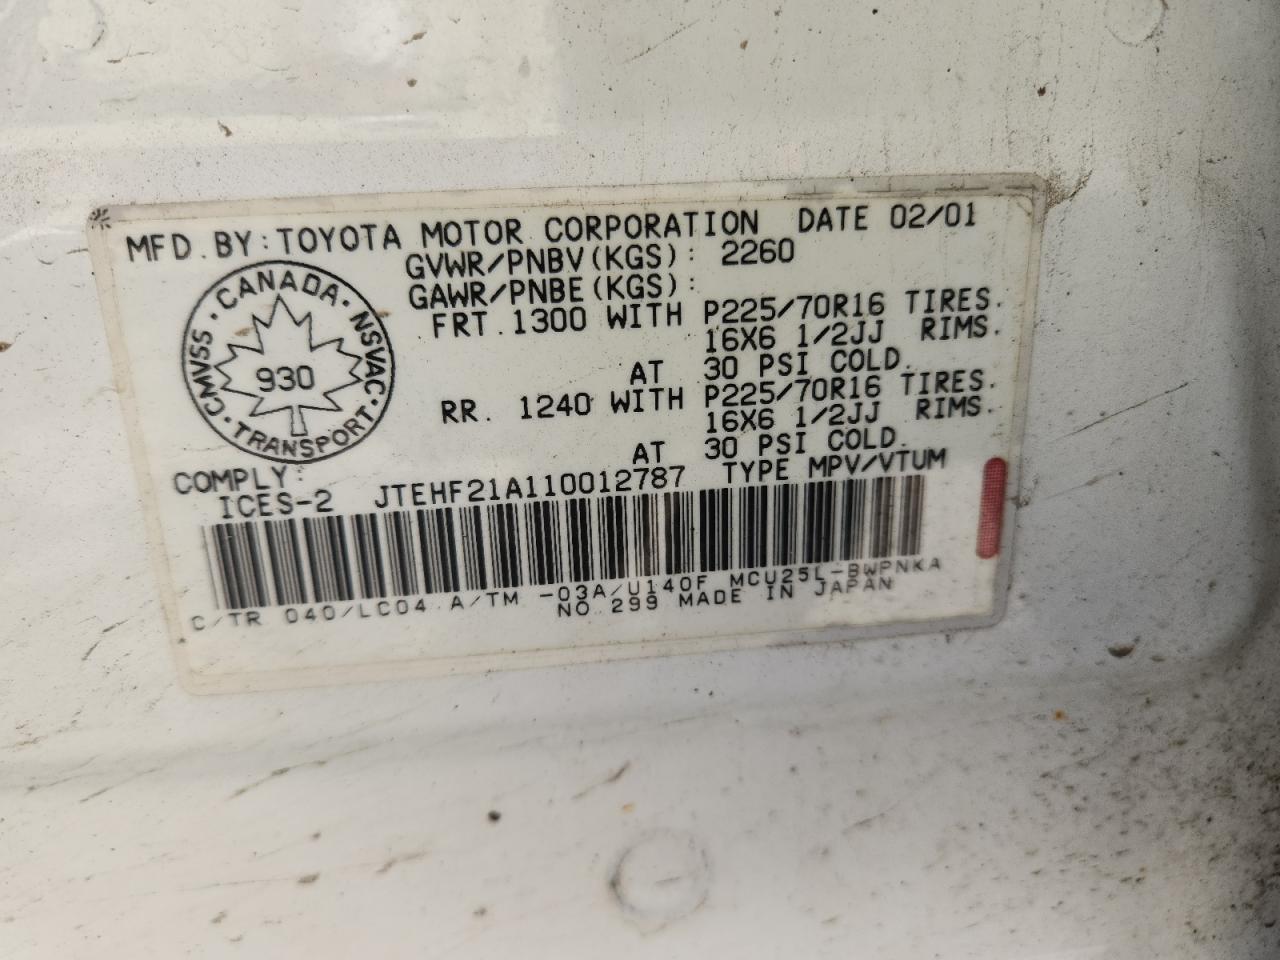 MFD. BY: TOYOTA MOTOR CORPORATION DATE 02/01
GVWR/PNBV(KGS): 2260
GAWR/PNBE(KGS):
FRT. 1300 WITH P225/70R16 TIRES.
16X6 1/2JJ RIMS.
AT 30 PSI COLD.
RR. 1240 WITH P225/70R16 TIRES.
16X6 1/2JJ RIMS.
AT 30 PSI COLD.
CANADA · NSVAC · TRANSPORT · CMVSS ·
930
COMPLY:
ICES-2 JTEHF21A110012787 TYPE MPV/VTUM
C/TR 040/LC04 A/TM -03A/U140F MCU25L-BWPNKA
NO.299 MADE IN JAPAN